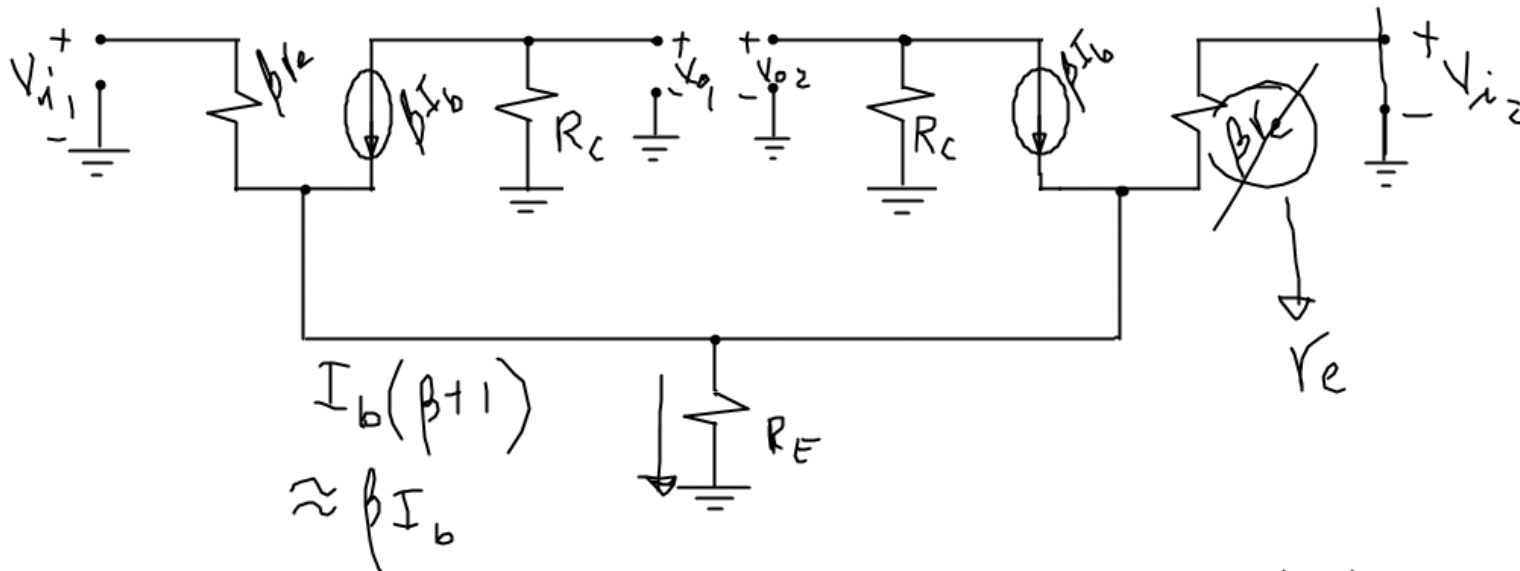 + βre βIb + Vo1 - + Vo2 - βIb +
Vi1 βre Vi2
- RC RC -
re
Ib(β+1)
RE
≈ βIb